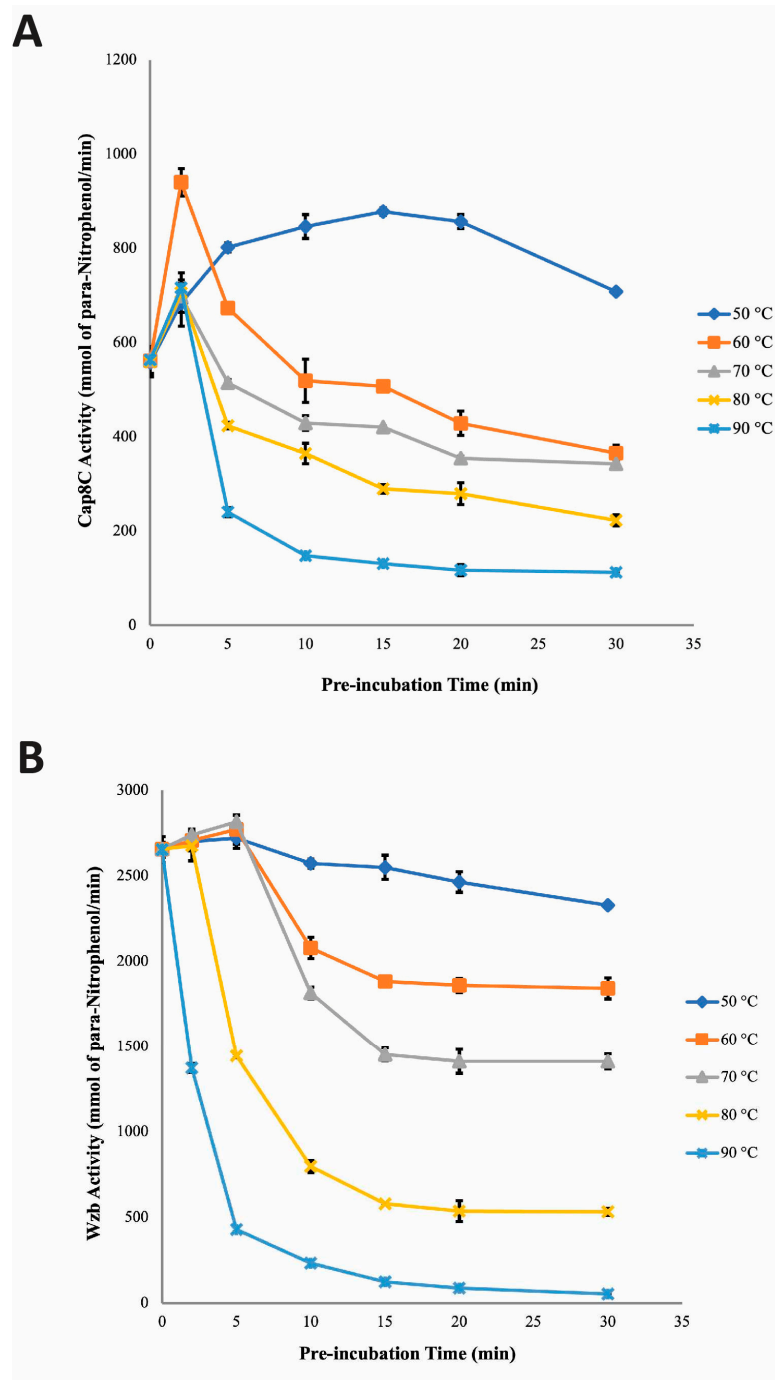 A
1200
1000
800
600
400
200
0
Cap8C Activity (mmol of para-Nitrophenol/min)
0 5 10 15 20 25 30 35
Pre-incubation Time (min)
50 °C
60 °C
70 °C
80 °C
90 °C
B
3000
2500
2000
1500
1000
500
0
Wzb Activity (mmol of para-Nitrophenol/min)
0 5 10 15 20 25 30 35
Pre-incubation Time (min)
50 °C
60 °C
70 °C
80 °C
90 °C